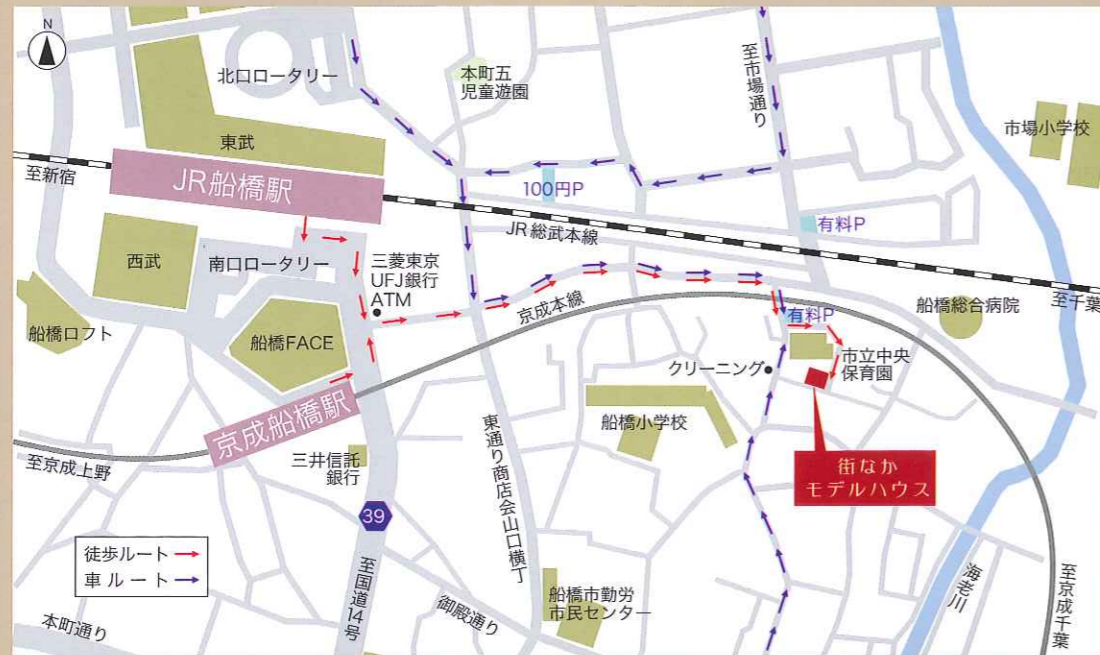 N
北口ロータリー
本町五
児童遊園
至市場通り
市場小学校
東武
至新宿
JR船橋駅
100円P
有料P
JR総武本線
西武
南口ロータリー
三菱東京
UFJ銀行
ATM
京成本線
船橋総合病院
至千葉
船橋ロフト
船橋FACE
有料P
市立中央
保育園
クリーニング
京成船橋駅
船橋小学校
東通り商店会山口横丁
至京成上野
三井信託
銀行
街なか
モデルハウス
39
徒歩ルート
車ルート
至国道14号
御殿通り
船橋市勤労
市民センター
海老川
至京成千葉
本町通り